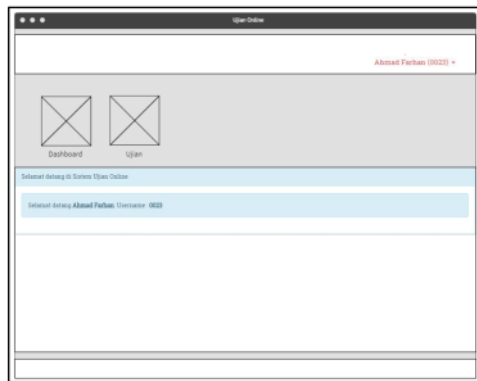 Ujian Online
Ahmad Farhan (0023)
Dashboard Ujian
Selamat datang di Sistem Ujian Online
Selamat datang Ahmad Farhan. Username 0023